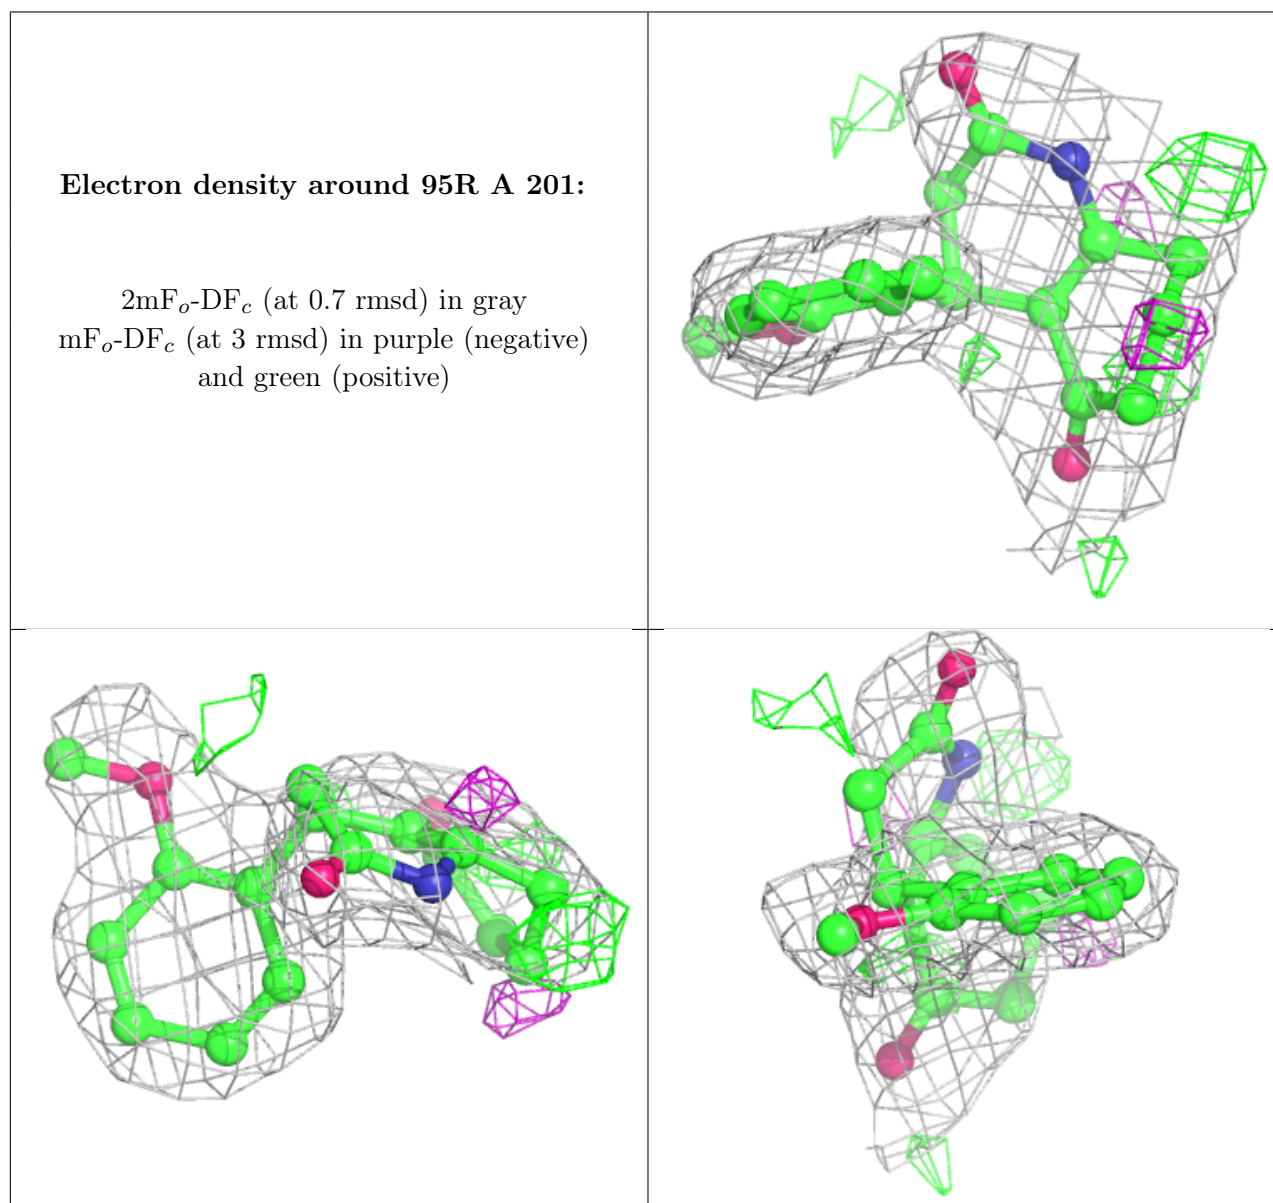 Electron density around 95R A 201:
2mFo-DFc (at 0.7 rmsd) in gray
mFo-DFc (at 3 rmsd) in purple (negative)
and green (positive)